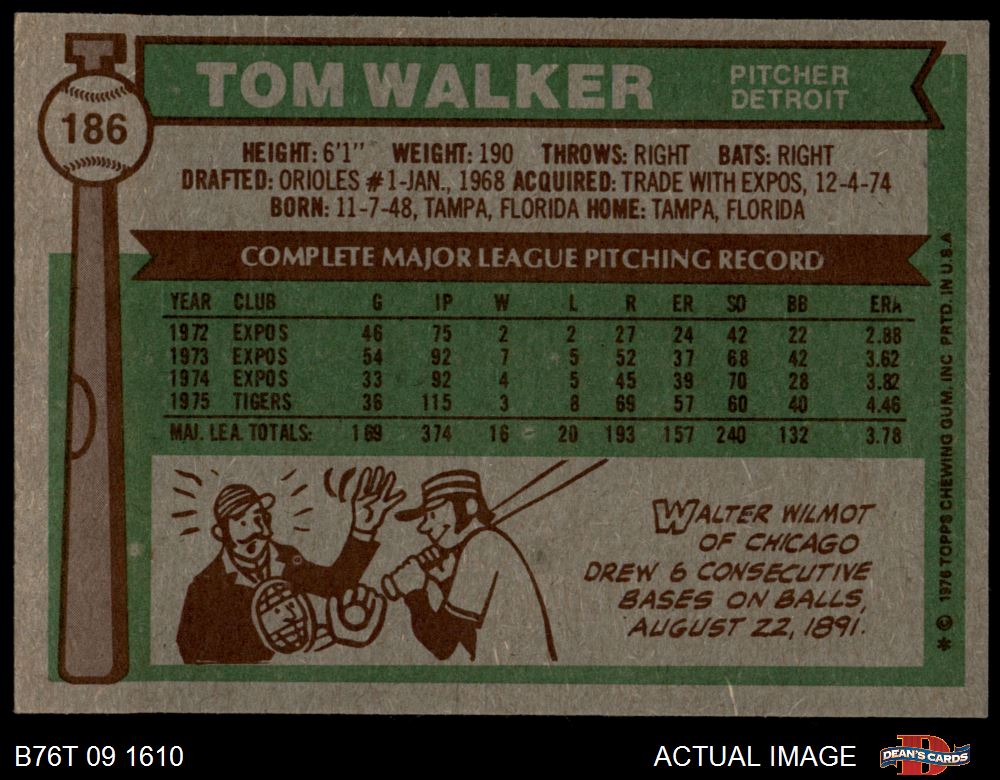 T
186
TOM WALKER
PITCHER
DETROIT
HEIGHT: 6'1" WEIGHT: 190 THROWS: RIGHT BATS: RIGHT
DRAFTED: ORIOLES #1-JAN., 1968 ACQUIRED: TRADE WITH EXPOS, 12-4-74
BORN: 11-7-48, TAMPA, FLORIDA HOME: TAMPA, FLORIDA
COMPLETE MAJOR LEAGUE PITCHING RECORD
YEAR CLUB G IP W L R ER SO BB ERA
1972 EXPOS 46 75 2 2 27 24 42 22 2.88
1973 EXPOS 54 92 7 5 52 37 68 42 3.62
1974 EXPOS 33 92 4 5 45 39 70 28 3.82
1975 TIGERS 36 115 3 8 69 57 60 40 4.46
MAJ. LEA. TOTALS: 169 374 16 20 193 157 240 132 3.78
WALTER WILMOT
OF CHICAGO
DREW 6 CONSECUTIVE
BASES ON BALLS,
AUGUST 22, 1891.
* © 1976 TOPPS CHEWING GUM, INC PRTD. IN U.S.A
B76T 09 1610
ACTUAL IMAGE
D
DEAN'S CARDS